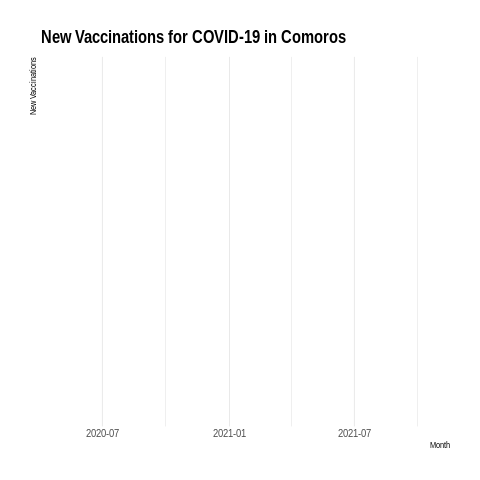 New Vaccinations for COVID-19 in Comoros
New Vaccinations
2020-07
2021-01
2021-07
Month